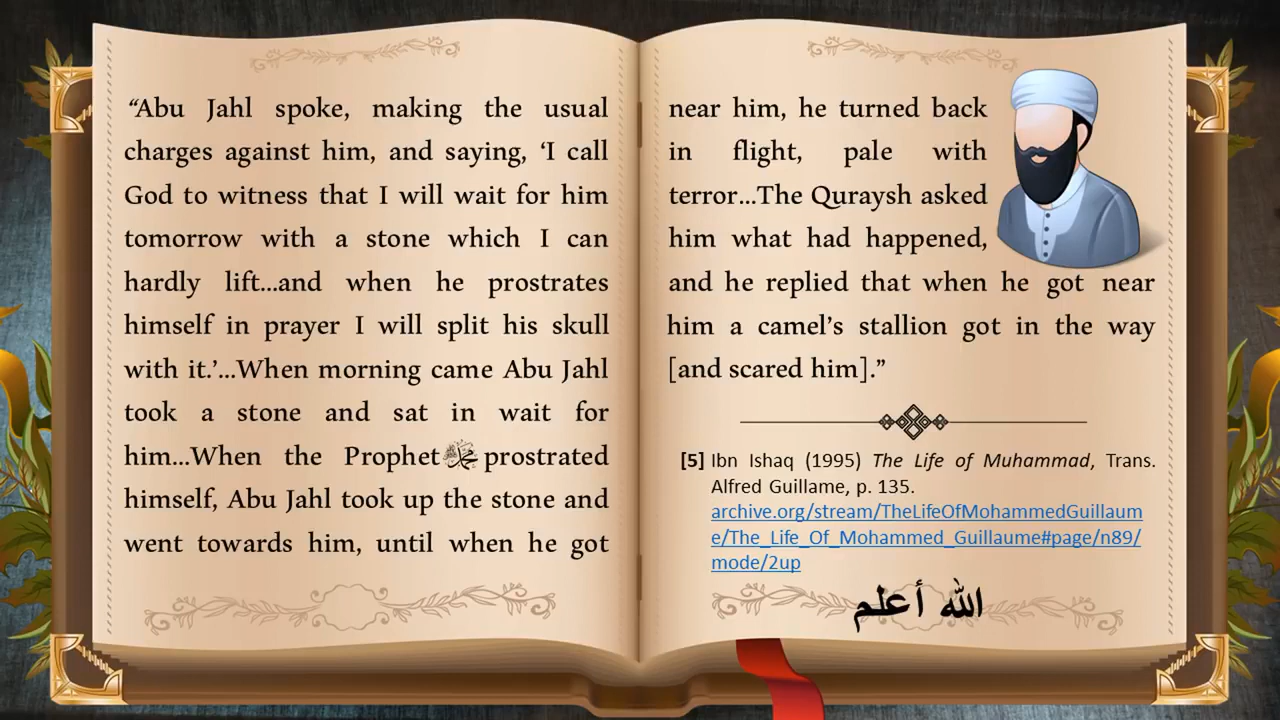 “Abu Jahl spoke, making the usual
charges against him, and saying, ‘I call
God to witness that I will wait for him
tomorrow with a stone which I can
hardly lift...and when he prostrates
himself in prayer I will split his skull
with it.’...When morning came Abu Jahl
took a stone and sat in wait for
him...When the Prophet ﷺ prostrated
himself, Abu Jahl took up the stone and
went towards him, until when he got
near him, he turned back
in flight, pale with
terror...The Quraysh asked
him what had happened,
and he replied that when he got near
him a camel’s stallion got in the way
[and scared him].”
[5] Ibn Ishaq (1995) The Life of Muhammad, Trans.
Alfred Guillame, p. 135.
archive.org/stream/TheLifeOfMohammedGuillaum
e/The_Life_Of_Mohammed_Guillaume#page/n89/
mode/2up
الله أعلم